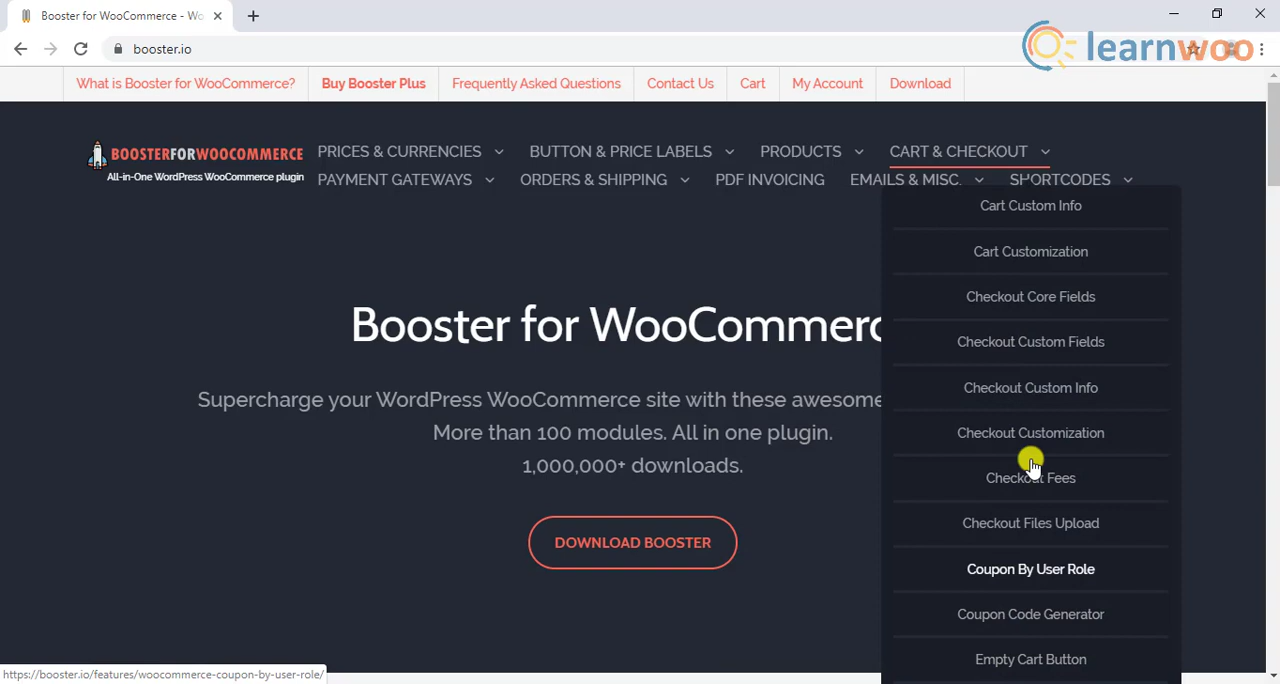 Booster for WooCommerce - Wo
booster.io
learnwoo
What is Booster for WooCommerce?
Buy Booster Plus
Frequently Asked Questions
Contact Us
Cart
My Account
Download
BOOSTERFORWOOCOMMERCE
All-in-One WordPress WooCommerce plugin
PRICES & CURRENCIES
BUTTON & PRICE LABELS
PRODUCTS
CART & CHECKOUT
PAYMENT GATEWAYS
ORDERS & SHIPPING
PDF INVOICING
EMAILS & MISC.
SHORTCODES
Cart Custom Info
Cart Customization
Checkout Core Fields
Checkout Custom Fields
Checkout Custom Info
Checkout Customization
Checkout Fees
Checkout Files Upload
Coupon By User Role
Coupon Code Generator
Empty Cart Button
Booster for WooCommerc
Supercharge your WordPress WooCommerce site with these awesome
More than 100 modules. All in one plugin.
1,000,000+ downloads.
DOWNLOAD BOOSTER
https://booster.io/features/woocommerce-coupon-by-user-role/